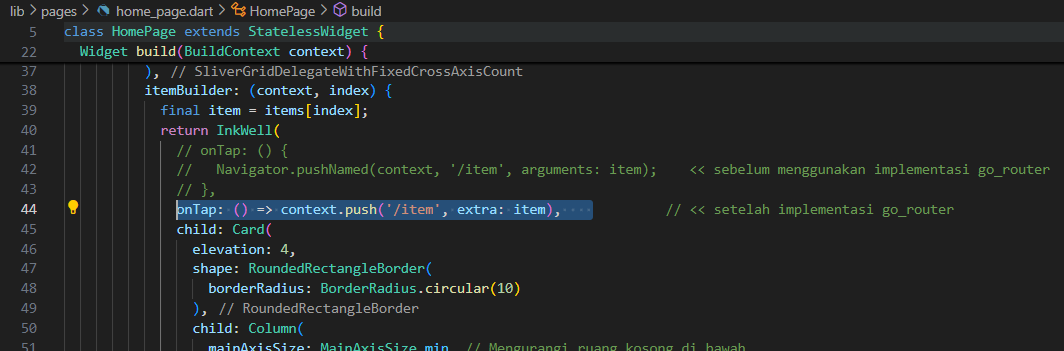 lib > pages > home_page.dart > HomePage > build
5 class HomePage extends StatelessWidget {
22 Widget build(BuildContext context) {
37 ), // SliverGridDelegateWithFixedCrossAxisCount
38 itemBuilder: (context, index) {
39 final item = items[index];
40 return InkWell(
41 // onTap: () {
42 //   Navigator.pushNamed(context, '/item', arguments: item);    << sebelum menggunakan implementasi go_router
43 // },
44 onTap: () => context.push('/item', extra: item),    // << setelah implementasi go_router
45 child: Card(
46 elevation: 4,
47 shape: RoundedRectangleBorder(
48 borderRadius: BorderRadius.circular(10)
49 ), // RoundedRectangleBorder
50 child: Column(
51 mainAxisSize: MainAxisSize.min, // Mengurangi ruang kosong di bawah